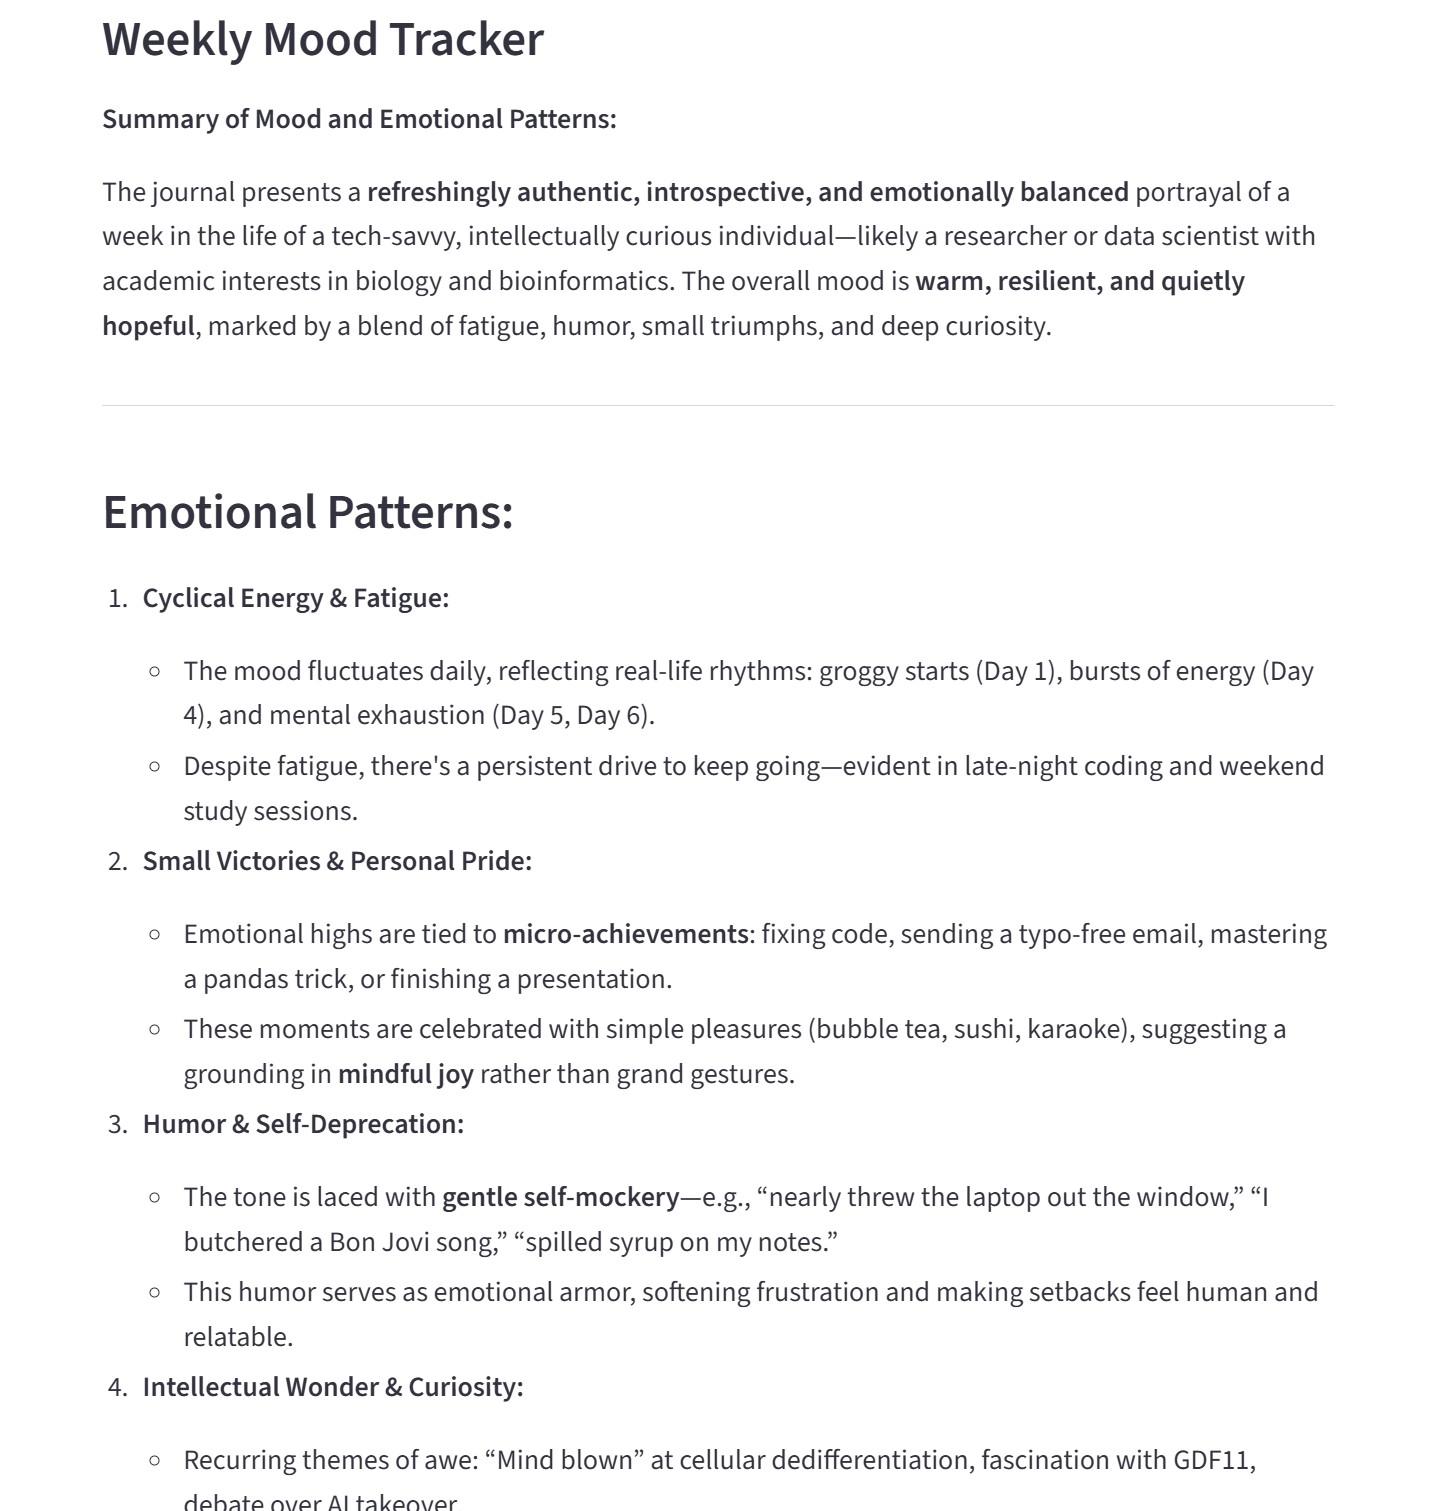 Weekly Mood Tracker
Summary of Mood and Emotional Patterns:
The journal presents a refreshingly authentic, introspective, and emotionally balanced portrayal of a
week in the life of a tech-savvy, intellectually curious individual—likely a researcher or data scientist with
academic interests in biology and bioinformatics. The overall mood is warm, resilient, and quietly
hopeful, marked by a blend of fatigue, humor, small triumphs, and deep curiosity.
Emotional Patterns:
1. Cyclical Energy & Fatigue:
○ The mood fluctuates daily, reflecting real-life rhythms: groggy starts (Day 1), bursts of energy (Day
4), and mental exhaustion (Day 5, Day 6).
○ Despite fatigue, there's a persistent drive to keep going—evident in late-night coding and weekend
study sessions.
2. Small Victories & Personal Pride:
○ Emotional highs are tied to micro-achievements: fixing code, sending a typo-free email, mastering
a pandas trick, or finishing a presentation.
○ These moments are celebrated with simple pleasures (bubble tea, sushi, karaoke), suggesting a
grounding in mindful joy rather than grand gestures.
3. Humor & Self-Deprecation:
○ The tone is laced with gentle self-mockery—e.g., “nearly threw the laptop out the window,” “I
butchered a Bon Jovi song,” “spilled syrup on my notes.”
○ This humor serves as emotional armor, softening frustration and making setbacks feel human and
relatable.
4. Intellectual Wonder & Curiosity:
○ Recurring themes of awe: “Mind blown” at cellular dedifferentiation, fascination with GDF11,
debate over AI takeover